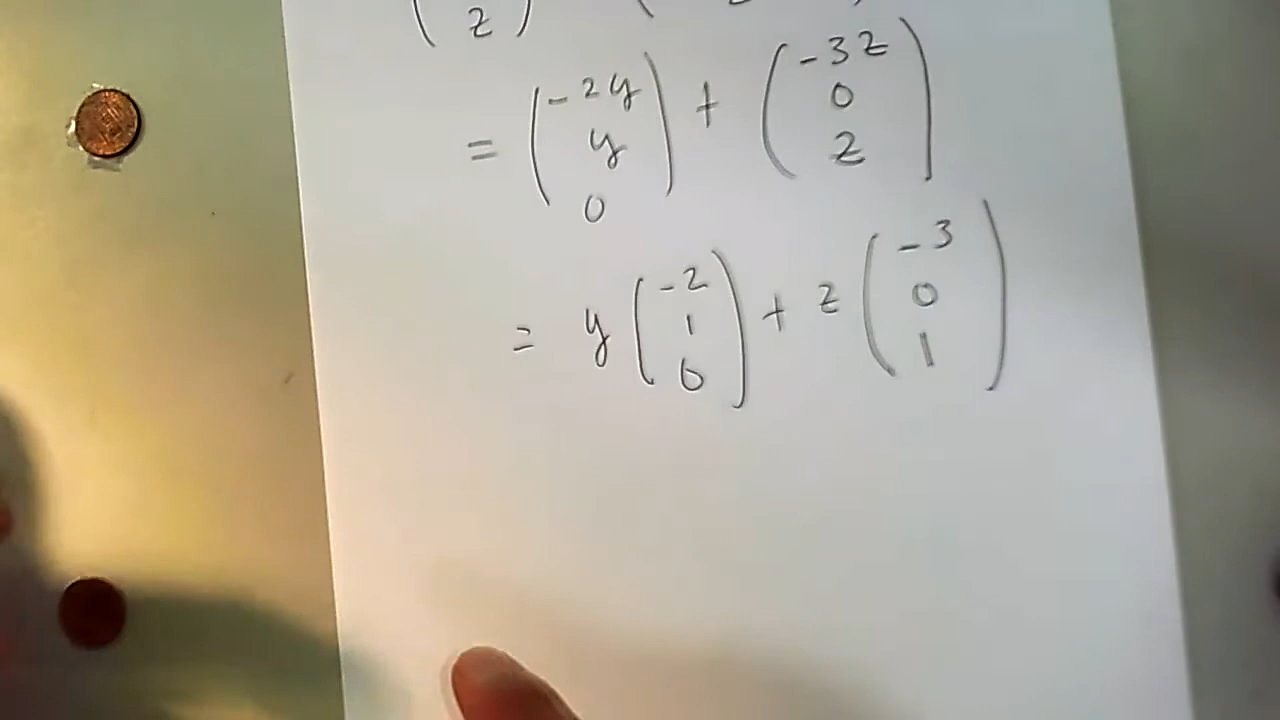 z
= (-2y y 0) + (-3z 0 z)
= y (-2 1 0) + z (-3 0 1)